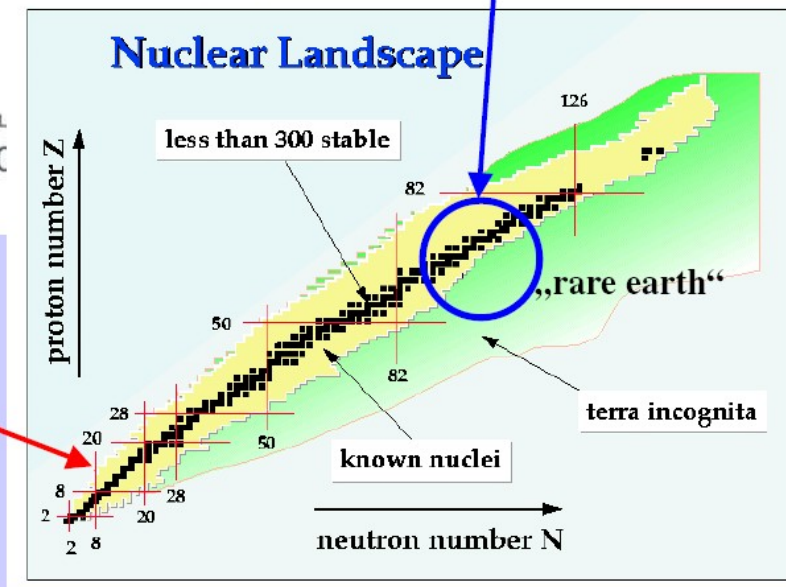 Nuclear Landscape
126
less than 300 stable
82
proton number Z
„rare earth“
50
82
terra incognita
28
20
50
known nuclei
8
28
2
20
neutron number N
2
8